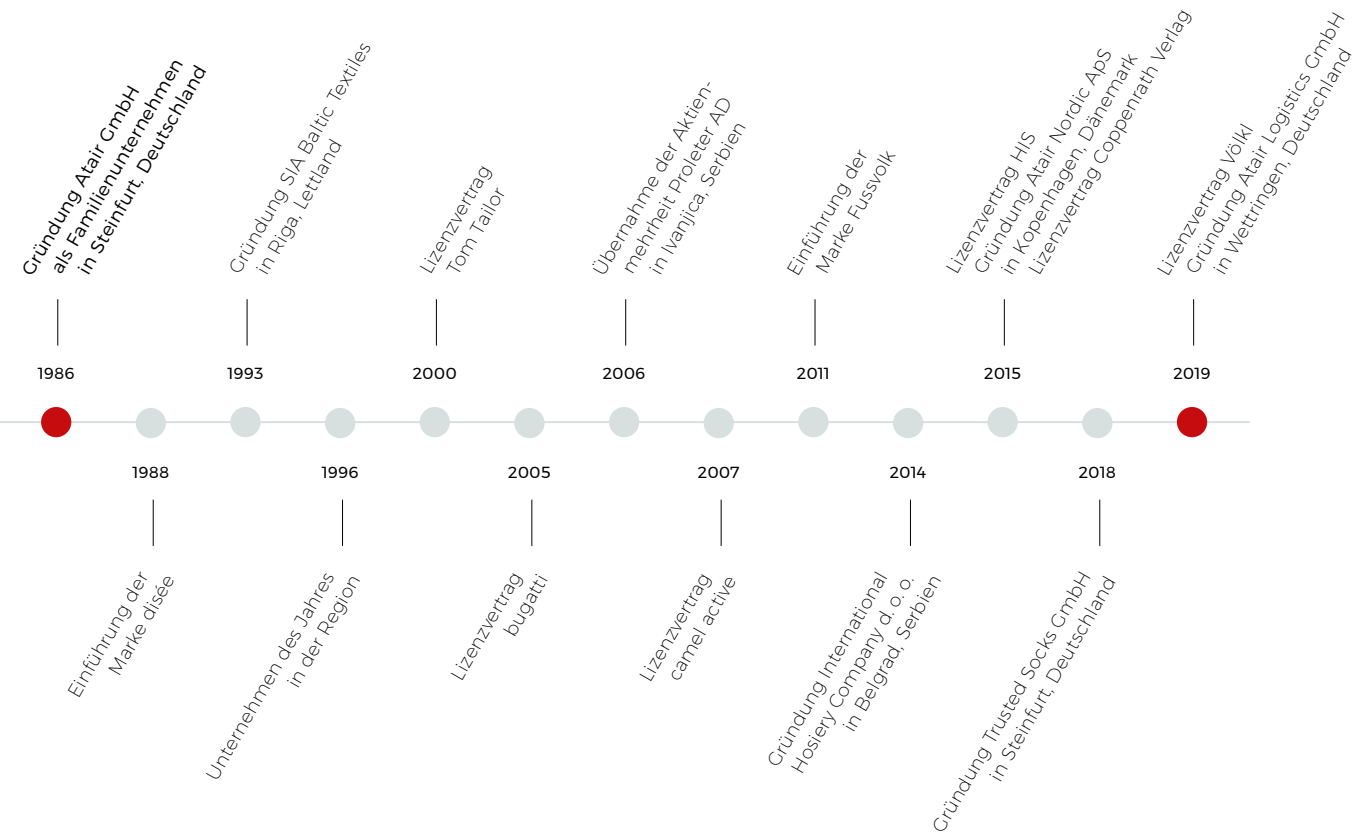 Gründung Atair GmbH
als Familienunternehmen
in Steinfurt, Deutschland
1986
1988
Einführung der
Marke disée
Gründung SIA Baltic Textiles
in Riga, Lettland
1993
1996
Unternehmen des Jahres
in der Region
Lizenzvertrag
Tom Tailor
2000
2005
Lizenzvertrag
bugatti
Übernahme der Aktien-
mehrheit Proleter AD
in Ivanjica, Serbien
2006
2007
Lizenzvertrag
camel active
Einführung der
Marke Fussvolk
2011
2014
Gründung International
Hosiery Company d. o. o.
in Belgrad, Serbien
Lizenzvertrag HIS
Gründung Atair Nordic ApS
in Kopenhagen, Dänemark
Lizenzvertrag Coppenrath Verlag
2015
2018
Gründung Trusted Socks GmbH
in Steinfurt, Deutschland
Lizenzvertrag Völkl
Gründung Atair Logistics GmbH
in Wettringen, Deutschland
2019